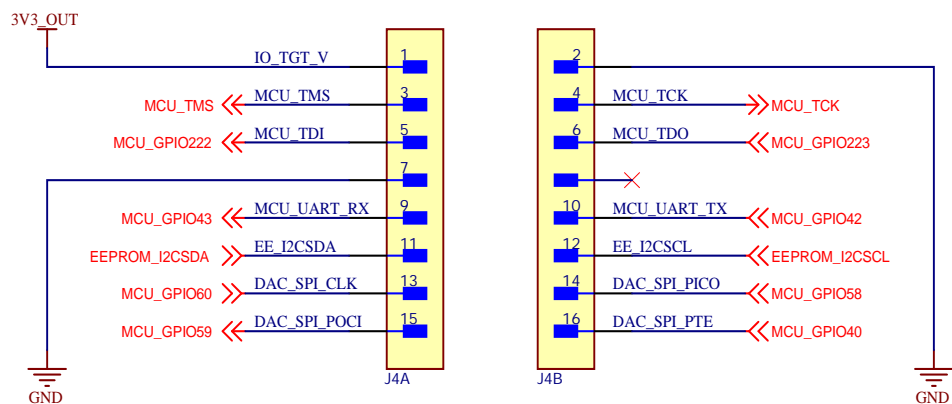 3V3_OUT
IO_TGT_V 1 2
MCU_TMS MCU_TMS 3 4 MCU_TCK MCU_TCK
MCU_GPIO222 MCU_TDI 5 6 MCU_TDO MCU_GPIO223
7
MCU_GPIO43 MCU_UART_RX 9 10 MCU_UART_TX MCU_GPIO42
EEPROM_I2CSDA EE_I2CSDA 11 12 EE_I2CSCL EEPROM_I2CSCL
MCU_GPIO60 DAC_SPI_CLK 13 14 DAC_SPI_PICO MCU_GPIO58
MCU_GPIO59 DAC_SPI_POCI 15 16 DAC_SPI_PTE MCU_GPIO40
J4A J4B
GND GND